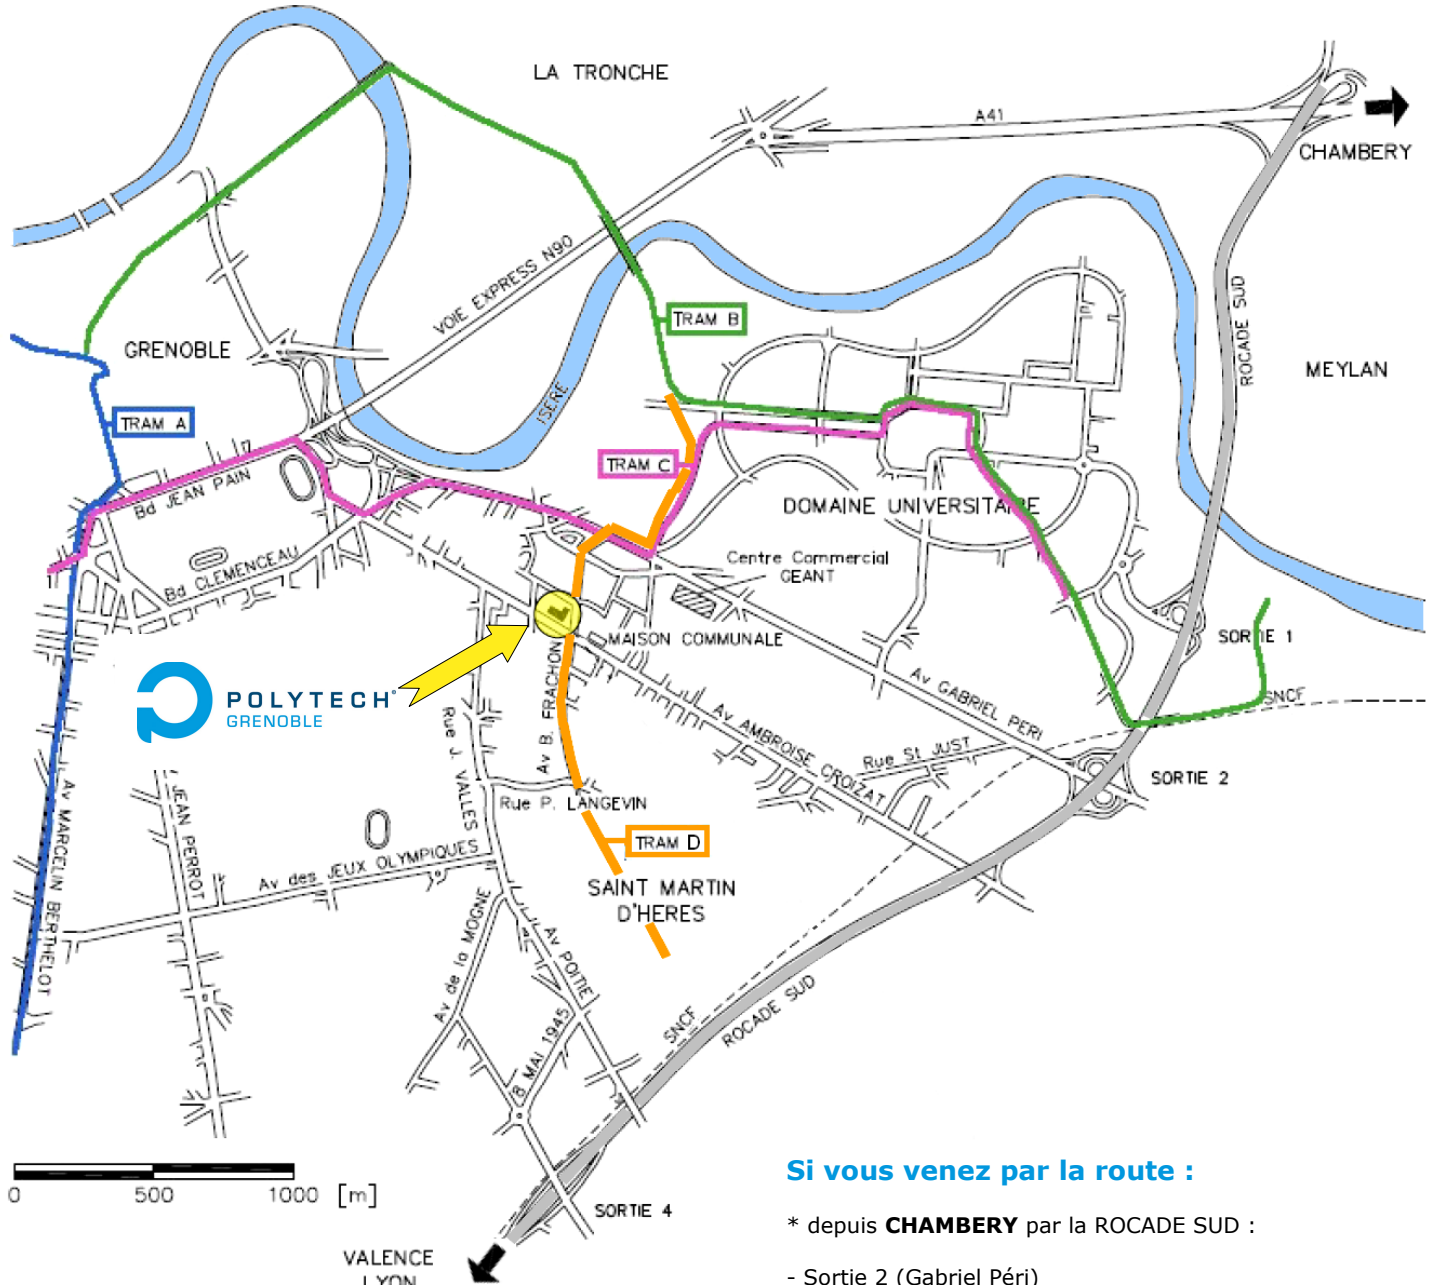 LA TRONCHE
A41
CHAMBERY
VOIE EXPRESS N90
ROCADE SUD
TRAM B
GRENOBLE
MEYLAN
ISERE
TRAM A
TRAM C
Bd JEAN PAIN
DOMAINE UNIVERSITAIRE
Centre Commercial
GEANT
Bd CLEMENCEAU
MAISON COMMUNALE
SORTIE 1
POLYTECH
GRENOBLE
Av B. FRACHON
Av GABRIEL PERI
SNCF
Rue J. VALLES
Av AMBROISE CROIZAT
Rue St JUST
SORTIE 2
Rue P. LANGEVIN
Av MARCELIN BERTHELOT
JEAN PERROT
TRAM D
Av des JEUX OLYMPIQUES
SAINT MARTIN
D'HERES
Av de la MOGNE
Av POITIE
SNCF
ROCADE SUD
8 MAI 1945
0 500 1000 [m]
SORTIE 4
VALENCE
LYON
Si vous venez par la route :
* depuis CHAMBERY par la ROCADE SUD :
- Sortie 2 (Gabriel Péri)